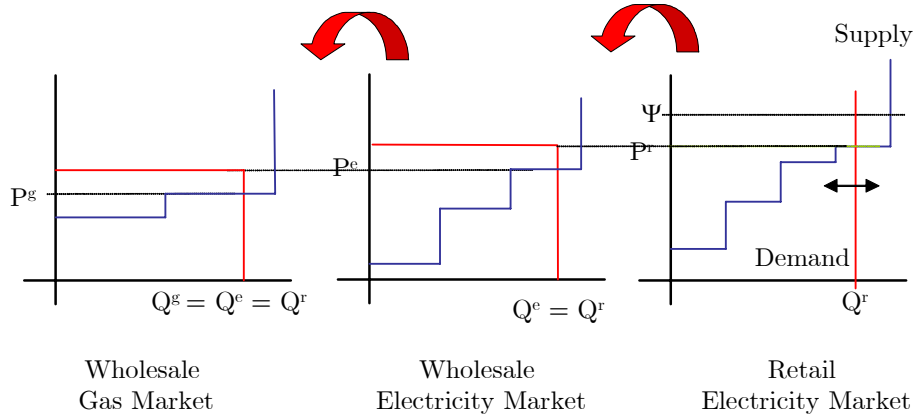 Supply
Ψ
Pᵉ
Pʳ
Pᵍ
Demand
Qᵍ = Qᵉ = Qʳ
Qᵉ = Qʳ
Qʳ
Wholesale
Gas Market
Wholesale
Electricity Market
Retail
Electricity Market